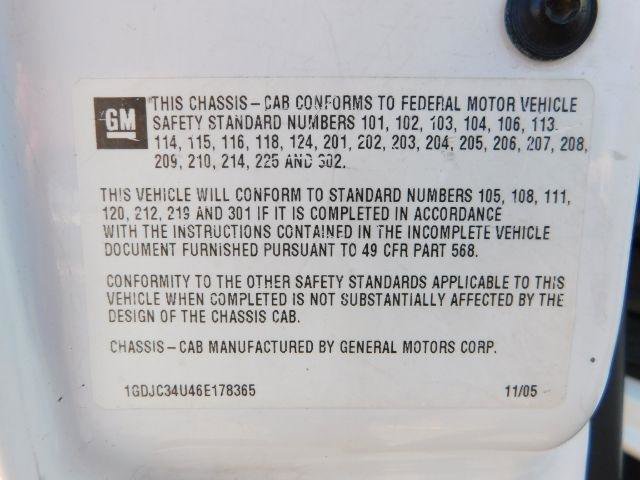 GM
THIS CHASSIS-CAB CONFORMS TO FEDERAL MOTOR VEHICLE
SAFETY STANDARD NUMBERS 101, 102, 103, 104, 106, 113
114, 115, 116, 118, 124, 201, 202, 203, 204, 205, 206, 207, 208,
209, 210, 214, 225 AND 302.
THIS VEHICLE WILL CONFORM TO STANDARD NUMBERS 105, 108, 111,
120, 212, 219 AND 301 IF IT IS COMPLETED IN ACCORDANCE
WITH THE INSTRUCTIONS CONTAINED IN THE INCOMPLETE VEHICLE
DOCUMENT FURNISHED PURSUANT TO 49 CFR PART 568.
CONFORMITY TO THE OTHER SAFETY STANDARDS APPLICABLE TO THIS
VEHICLE WHEN COMPLETED IS NOT SUBSTANTIALLY AFFECTED BY THE
DESIGN OF THE CHASSIS CAB.
CHASSIS-CAB MANUFACTURED BY GENERAL MOTORS CORP.
1GDJC34U46E178365 11/05